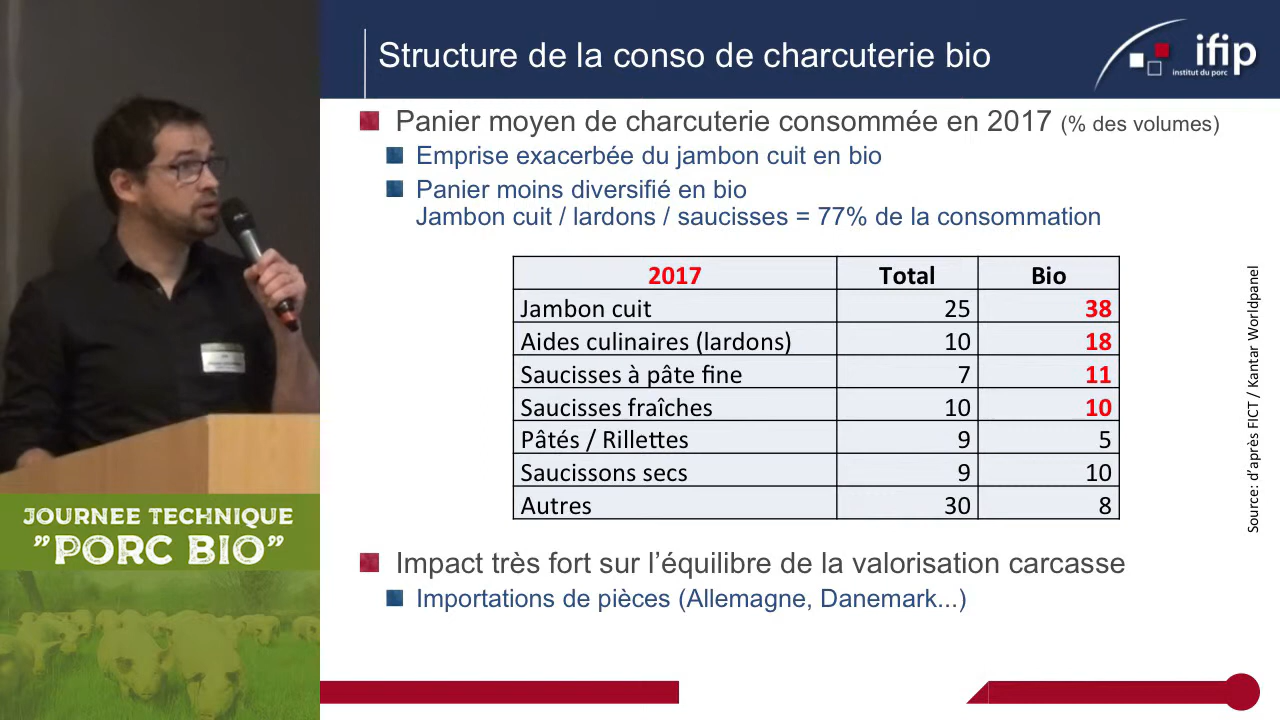 Structure de la conso de charcuterie bio
ifip
institut du porc
Panier moyen de charcuterie consommée en 2017 (% des volumes)
Emprise exacerbée du jambon cuit en bio
Panier moins diversifié en bio
Jambon cuit / lardons / saucisses = 77% de la consommation
2017 Total Bio
Jambon cuit 25 38
Aides culinaires (lardons) 10 18
Saucisses à pâte fine 7 11
Saucisses fraîches 10 10
Pâtés / Rillettes 9 5
Saucissons secs 9 10
Autres 30 8
Source: d'après FICT / Kantar Worldpanel
Impact très fort sur l'équilibre de la valorisation carcasse
Importations de pièces (Allemagne, Danemark...)
JOURNEE TECHNIQUE
"PORC BIO"